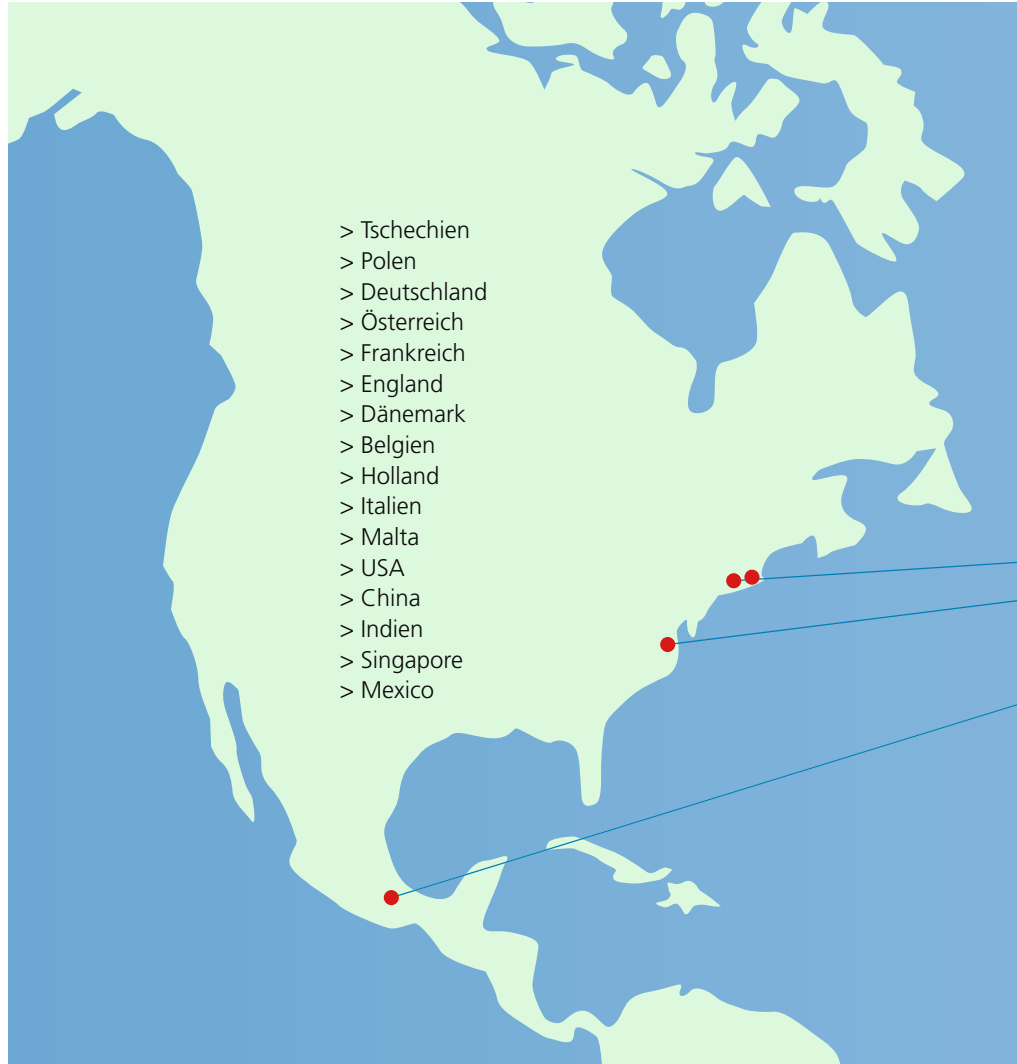 > Tschechien
> Polen
> Deutschland
> Österreich
> Frankreich
> England
> Dänemark
> Belgien
> Holland
> Italien
> Malta
> USA
> China
> Indien
> Singapore
> Mexico